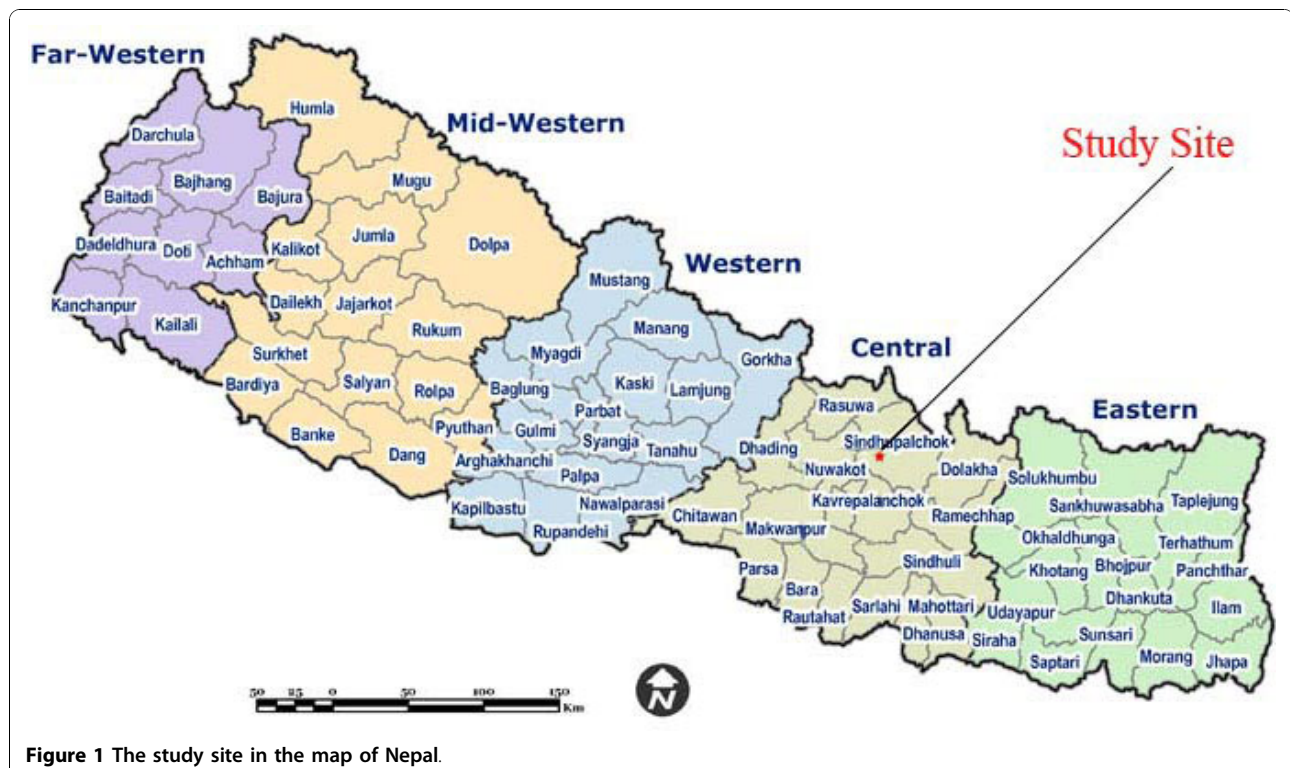 Far-Western
Humla
Mid-Western
Darchula
Study Site
Bajhang
Mugu
Baitadi
Bajura
Jumla
Dadeldhura
Doti
Achham
Kalikot
Dolpa
Western
Mustang
Kanchanpur
Dailekh
Jajarkot
Kailali
Rukum
Manang
Surkhet
Myagdi
Gorkha
Central
Bardiya
Salyan
Rolpa
Baglung
Kaski
Lamjung
Rasuwa
Eastern
Parbat
Banke
Pyuthan
Gulmi
Syangja
Tanahu
Dhading
Sindhupalchok
Dang
Arghakhanchi
Palpa
Nuwakot
Dolakha
Solukhumbu
Kapilbastu
Nawalparasi
Kavrepalanchok
Sankhuwasabha
Taplejung
Rupandehi
Chitawan
Makwanpur
Ramechhap
Okhaldhunga
Terhathum
Parsa
Sindhuli
Khotang
Bhojpur
Panchthar
Bara
Dhankuta
Ilam
Rautahat
Sarlahi
Mahottari
Udayapur
Dhanusa
Siraha
Sunsari
Saptari
Morang
Jhapa
50 25 0 50 100 150
Km
N
Figure 1 The study site in the map of Nepal.